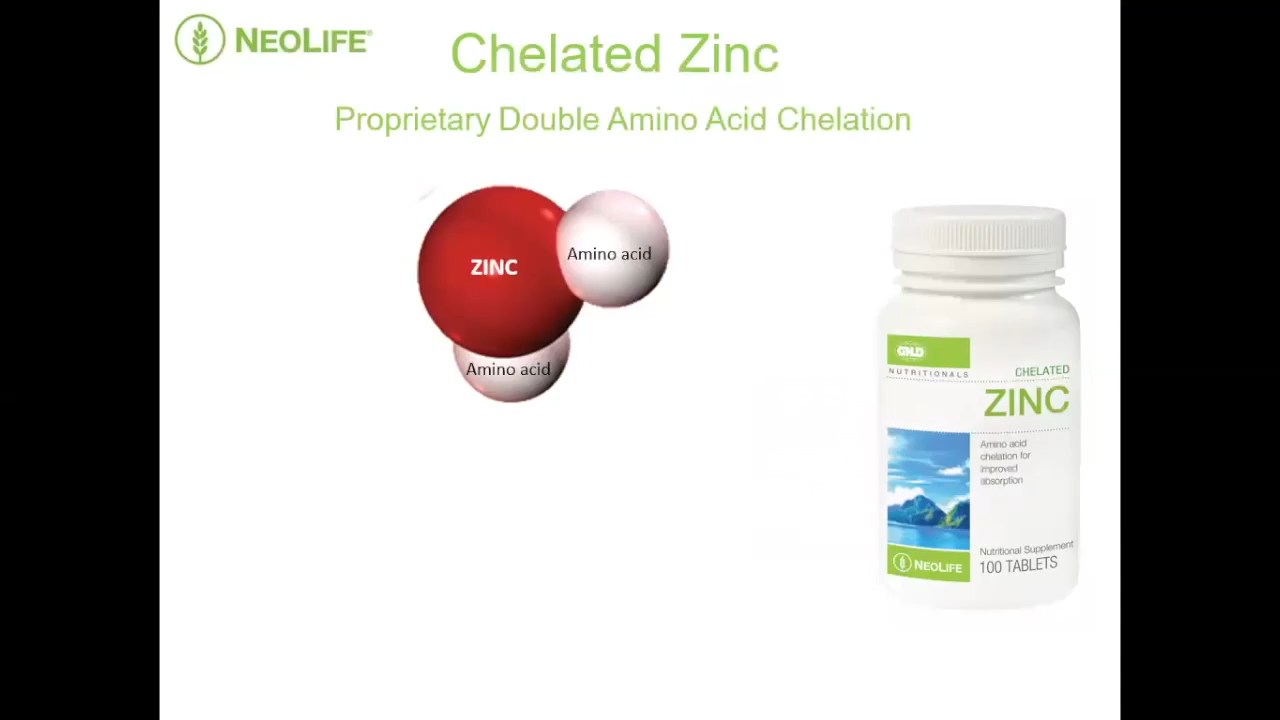 NEOLIFE®
Chelated Zinc
Proprietary Double Amino Acid Chelation
ZINC
Amino acid
Amino acid
GNLD
NUTRITIONALS
CHELATED
ZINC
Amino acid
chelation for
improved
absorption
Nutritional Supplement
100 TABLETS
NEOLIFE